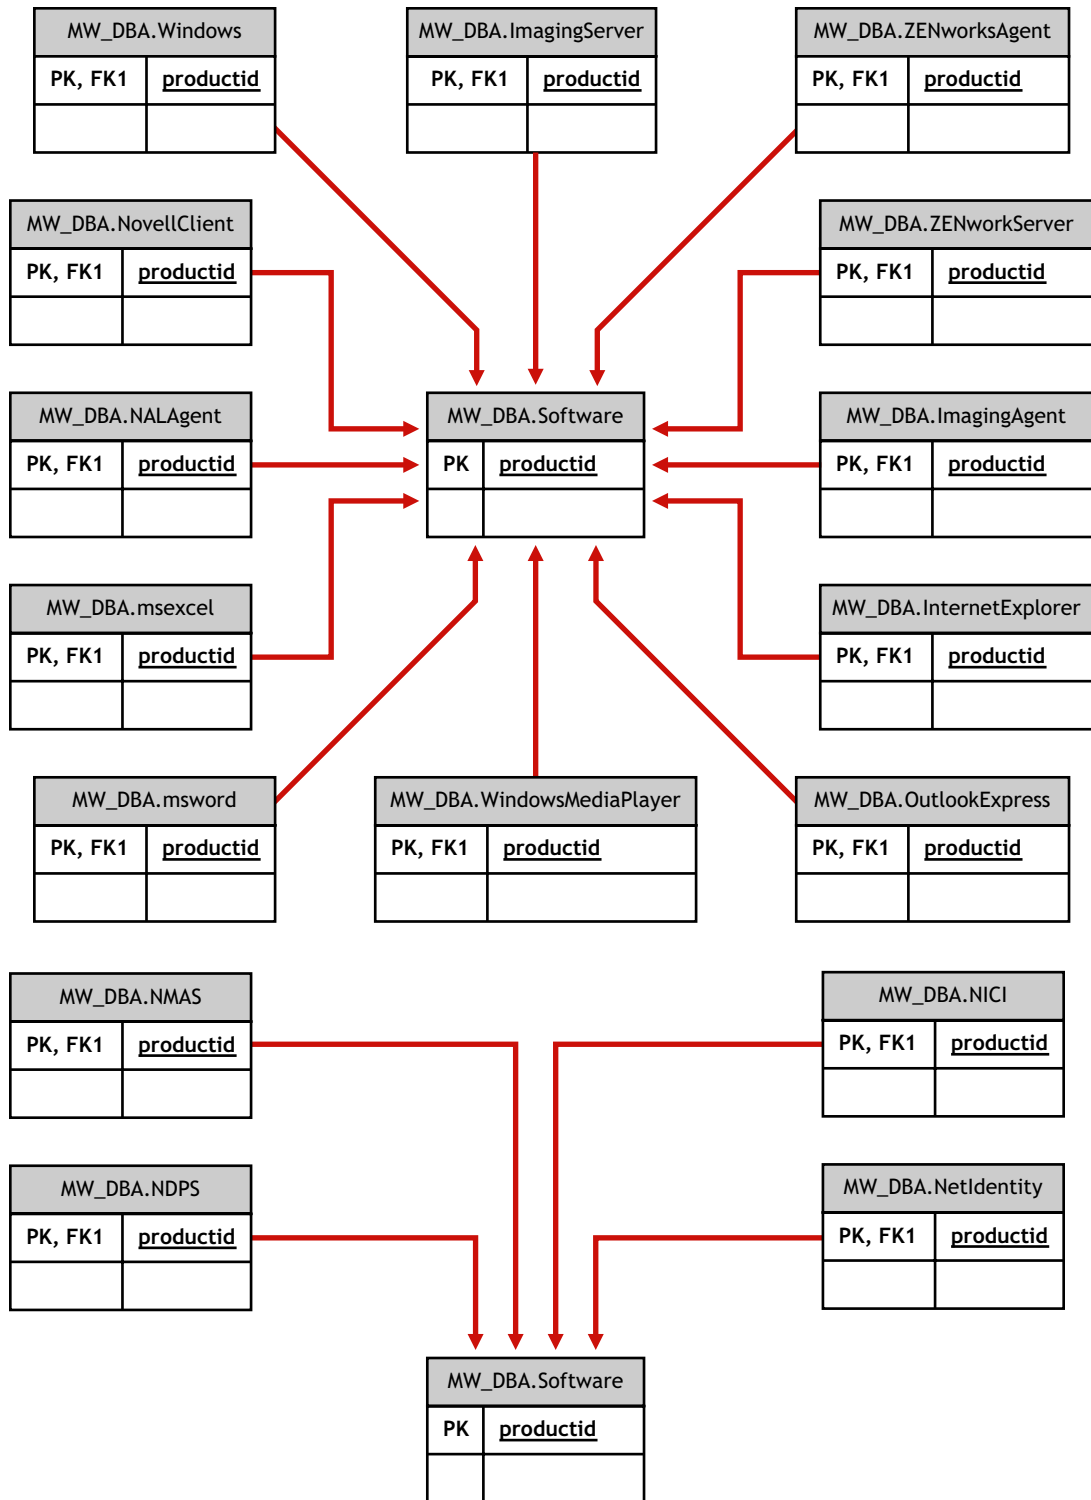 MW_DBA.Windows
PK, FK1 productid
MW_DBA.ImagingServer
PK, FK1 productid
MW_DBA.ZENworksAgent
PK, FK1 productid
MW_DBA.NovellClient
PK, FK1 productid
MW_DBA.ZENworkServer
PK, FK1 productid
MW_DBA.NALAgent
PK, FK1 productid
MW_DBA.Software
PK productid
MW_DBA.ImagingAgent
PK, FK1 productid
MW_DBA.msexcel
PK, FK1 productid
MW_DBA.InternetExplorer
PK, FK1 productid
MW_DBA.msword
PK, FK1 productid
MW_DBA.WindowsMediaPlayer
PK, FK1 productid
MW_DBA.OutlookExpress
PK, FK1 productid
MW_DBA.NMAS
PK, FK1 productid
MW_DBA.NICI
PK, FK1 productid
MW_DBA.NDPS
PK, FK1 productid
MW_DBA.NetIdentity
PK, FK1 productid
MW_DBA.Software
PK productid